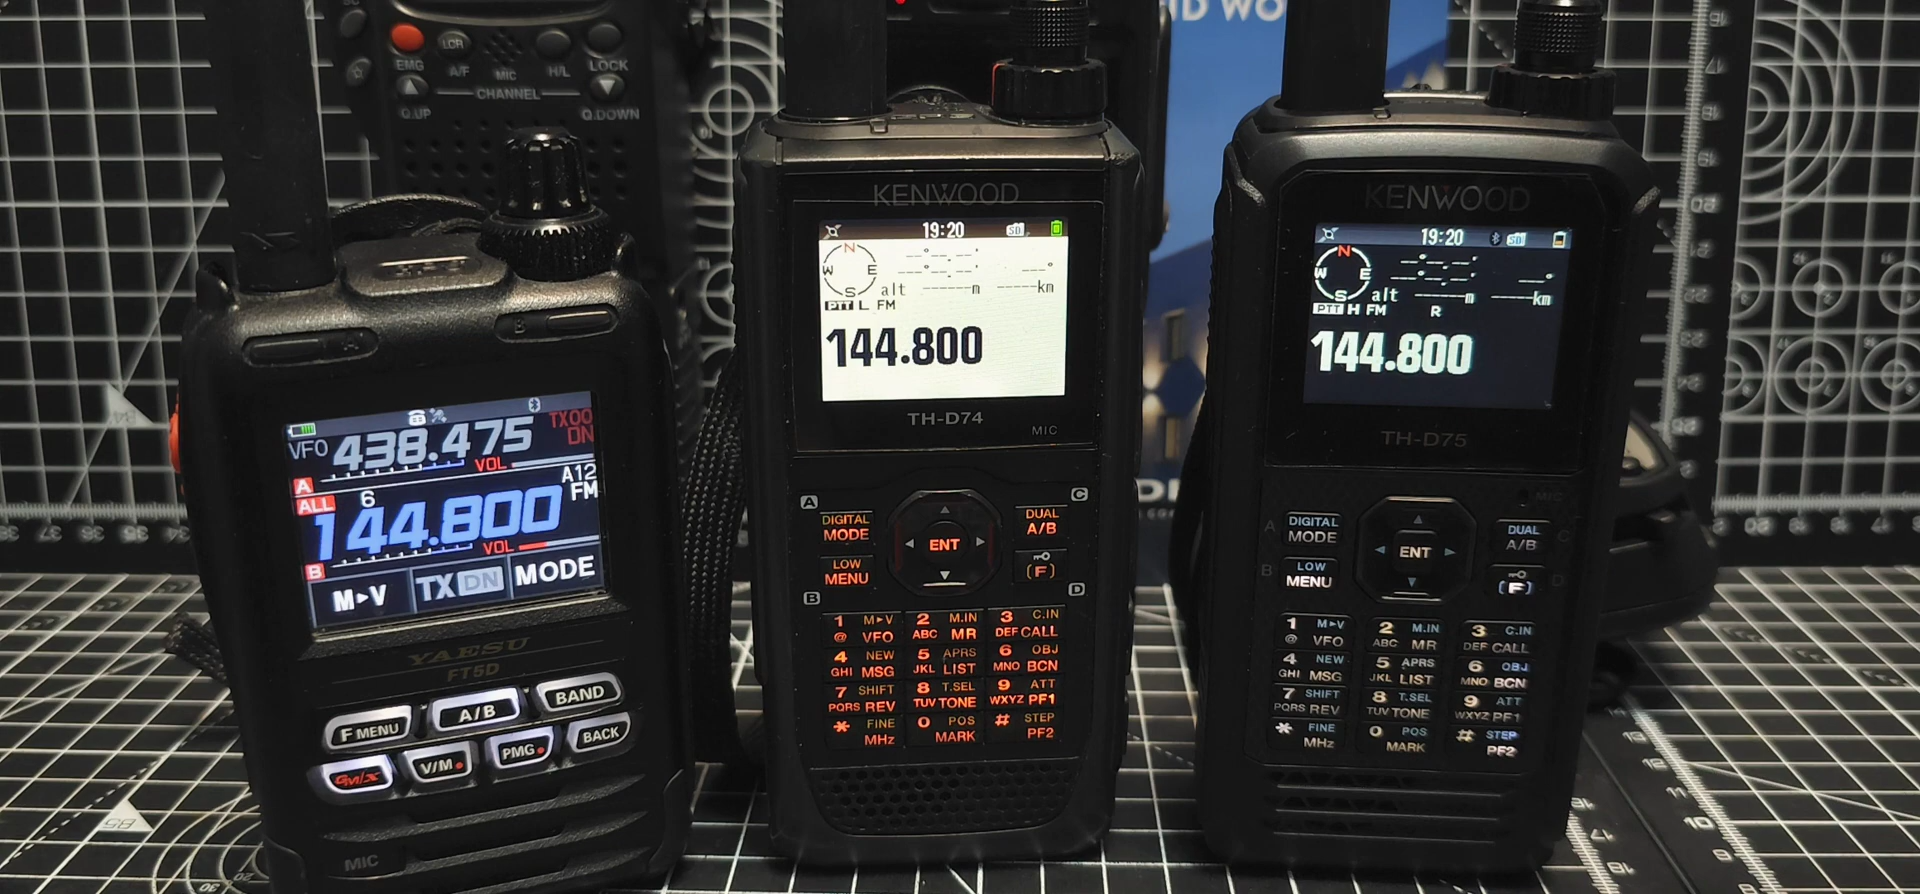 EMG
LCR
A/F
MIC
H/L
LOCK
CHANNEL
Q.UP
Q.DOWN
GPS
A
B
VFO 438.475 TX00
DN
VOL
A
ALL 6 A12
FM
144.800
VOL
B
M▸V TX DN MODE
YAESU
FT5D
F MENU A/B BAND
GM/X V/M PMG BACK
MIC
KENWOOD
19:20 SD
N
W E
S
alt ------m -----km
PTT L FM
144.800
TH-D74
MIC
A C
DIGITAL MODE
DUAL A/B
ENT
LOW MENU
(F)
B D
1 M▸V 2 M.IN 3 C.IN
@ VFO ABC MR DEF CALL
4 NEW 5 APRS 6 OBJ
GHI MSG JKL LIST MNO BCN
7 SHIFT 8 T.SEL 9 ATT
PQRS REV TUV TONE WXYZ PF1
* FINE 0 POS # STEP
MHz MARK PF2
KENWOOD
19:20 SD
N
W E
S
alt ------m -----km
PTT H FM R
144.800
TH-D75
MIC
A C
DIGITAL MODE
DUAL A/B
ENT
LOW MENU
(F)
B D
1 M▸V 2 M.IN 3 C.IN
@ VFO ABC MR DEF CALL
4 NEW 5 APRS 6 OBJ
GHI MSG JKL LIST MNO BCN
7 SHIFT 8 T.SEL 9 ATT
PQRS REV TUV TONE WXYZ PF1
* FINE 0 POS # STEP
MHz MARK PF2